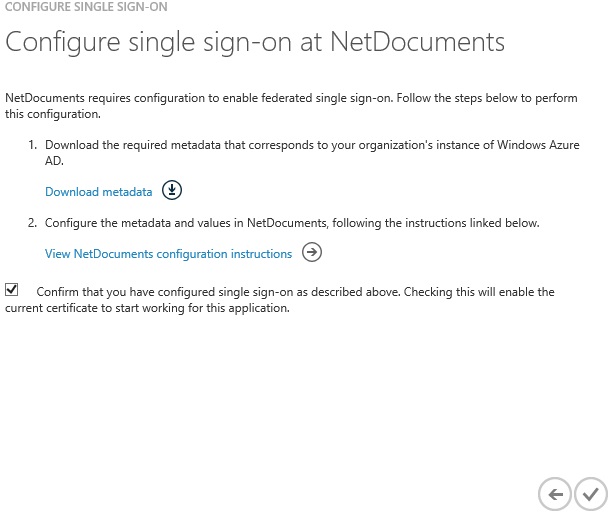 CONFIGURE SINGLE SIGN-ON
Configure single sign-on at NetDocuments
NetDocuments requires configuration to enable federated single sign-on. Follow the steps below to perform
this configuration.
1. Download the required metadata that corresponds to your organization's instance of Windows Azure
AD.
Download metadata
2. Configure the metadata and values in NetDocuments, following the instructions linked below.
View NetDocuments configuration instructions
Confirm that you have configured single sign-on as described above. Checking this will enable the
current certificate to start working for this application.